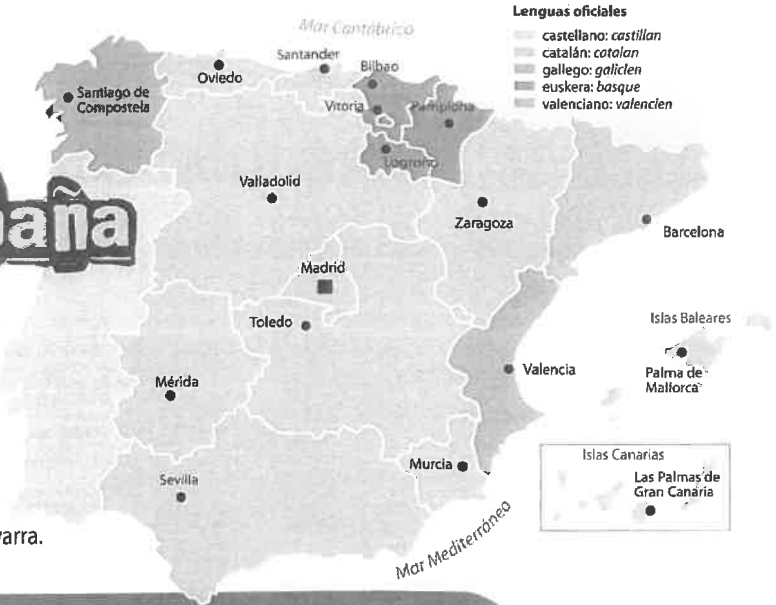 Lenguas oficiales
castellano: castillan
catalán: catalan
gallego: galicien
euskera: basque
valenciano: valencien
Mar Cantábrico
Santander
Bilbao
Oviedo
Santiago de
Compostela
Vitoria
Pamplona
Logroño
Valladolid
Zaragoza
Barcelona
paña
Madrid
Toledo
Islas Baleares
Palma de
Mallorca
Valencia
Mérida
Murcia
Sevilla
Islas Canarias
Las Palmas de
Gran Canaria
Mar Mediterráneo
varra.